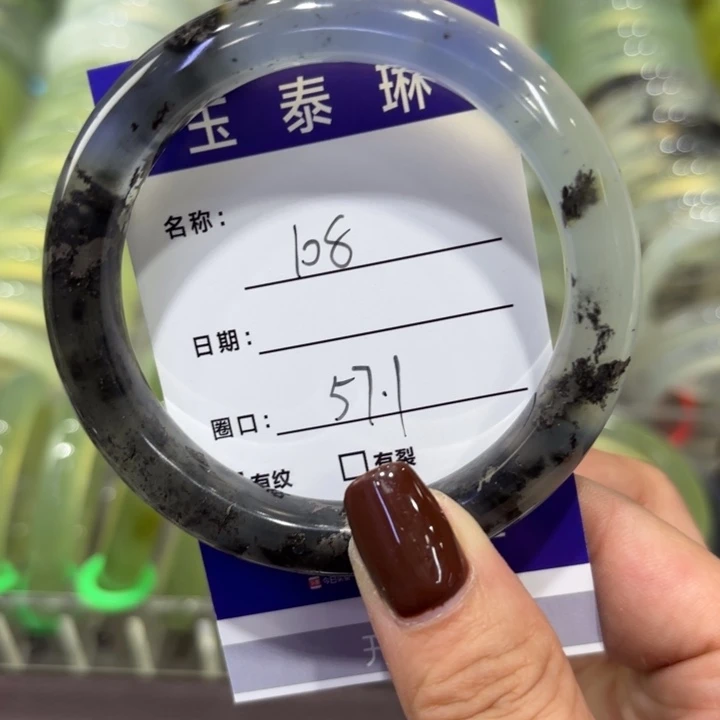 玉泰琳
名称: 108
日期:
圈口: 57.1
有纹 □有裂